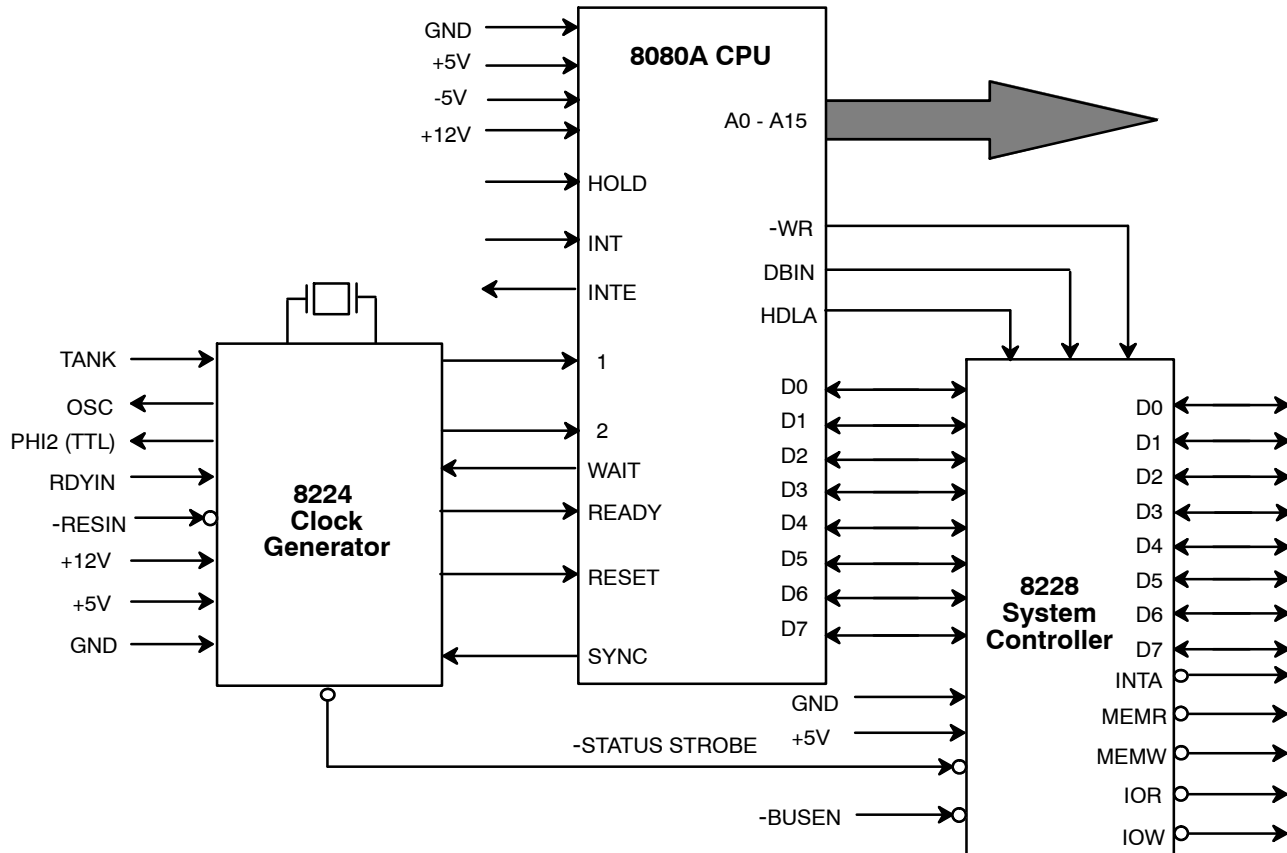 GND
+5V
-5V
+12V
8080A CPU
A0 - A15
HOLD
INT
INTE
-WR
DBIN
HDLA
1
2
WAIT
READY
RESET
SYNC
D0
D1
D2
D3
D4
D5
D6
D7
TANK
OSC
PHI2 (TTL)
RDYIN
-RESIN
+12V
+5V
GND
8224
Clock
Generator
-STATUS STROBE
GND
+5V
-BUSEN
8228
System
Controller
D0
D1
D2
D3
D4
D5
D6
D7
INTA
MEMR
MEMW
IOR
IOW